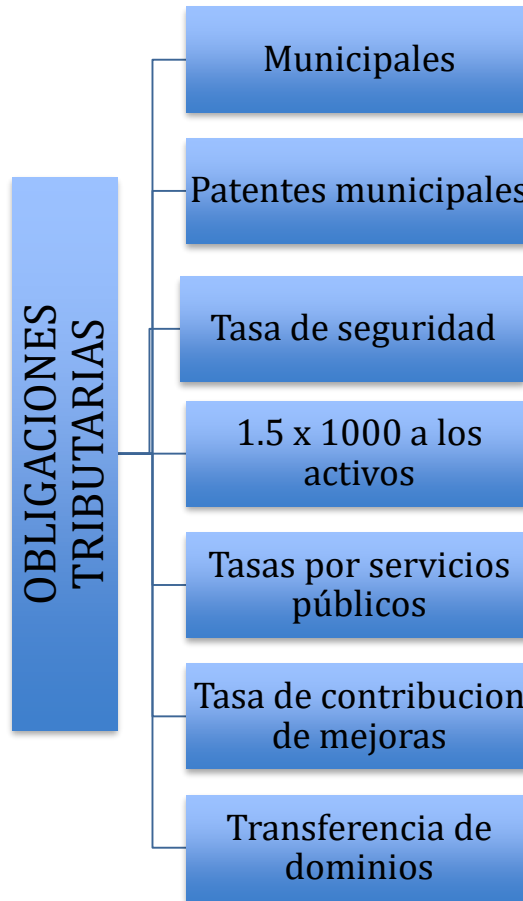 OBLIGACIONES
TRIBUTARIAS
Municipales
Patentes municipales
Tasa de seguridad
1.5 x 1000 a los
activos
Tasas por servicios
públicos
Tasa de contribucion
de mejoras
Transferencia de
dominios